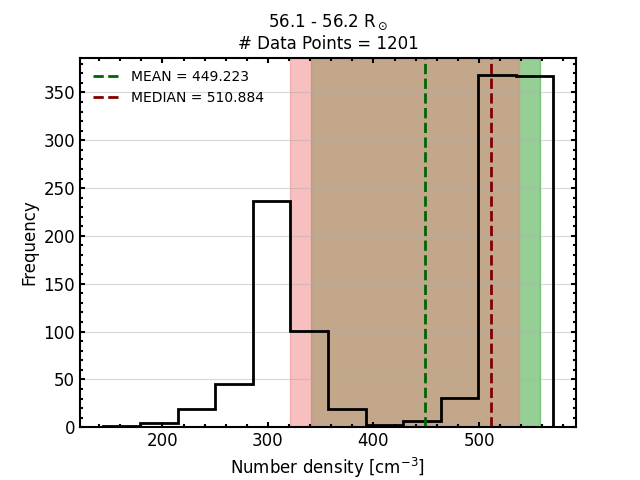 56.1 - 56.2 R⊙
# Data Points = 1201
MEAN = 449.223
MEDIAN = 510.884
350
300
250
200
150
100
50
0
Frequency
200 300 400 500
Number density [cm⁻³]